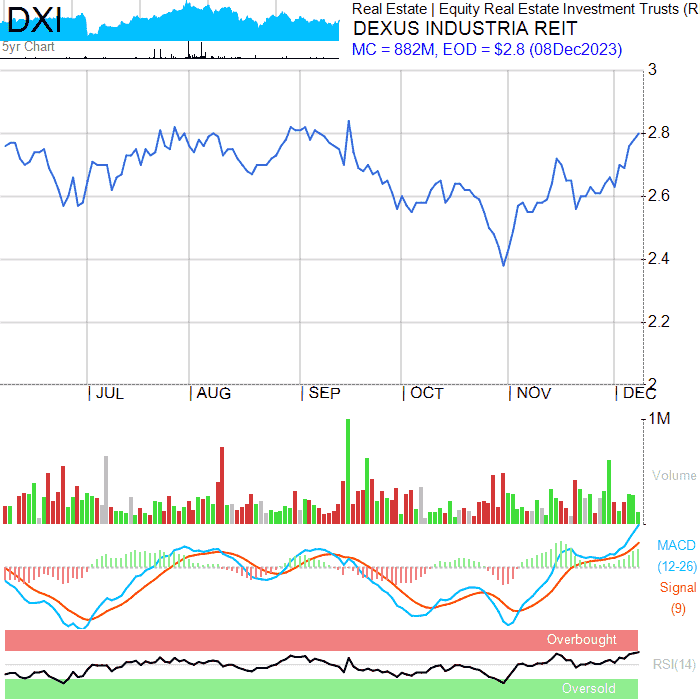 DXI
Real Estate | Equity Real Estate Investment Trusts (R
DEXUS INDUSTRIA REIT
5yr Chart
MC = 882M, EOD = $2.8 (08Dec2023)
3
2.8
2.6
2.4
2.2
2
JUL AUG SEP OCT NOV DEC
1M
Volume
MACD
(12-26)
Signal
(9)
Overbought
RSI(14)
Oversold